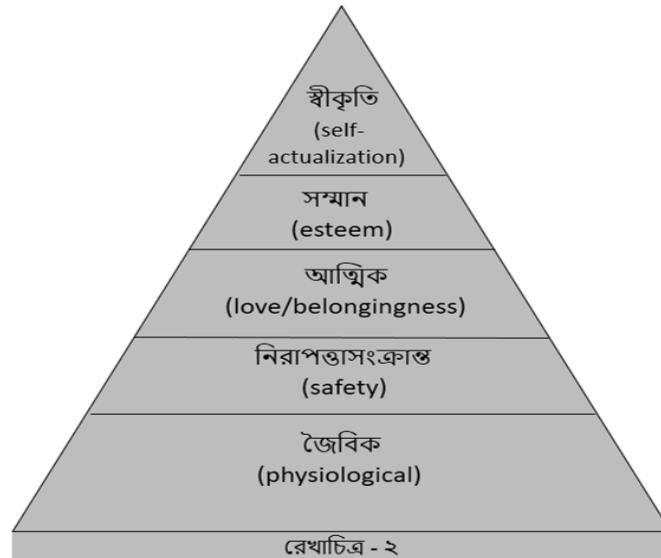 স্বীকৃতি
(self-
actualization)
সম্মান
(esteem)
আত্মিক
(love/belongingness)
নিরাপত্তাসংক্রান্ত
(safety)
জৈবিক
(physiological)
রেখাচিত্র - ২